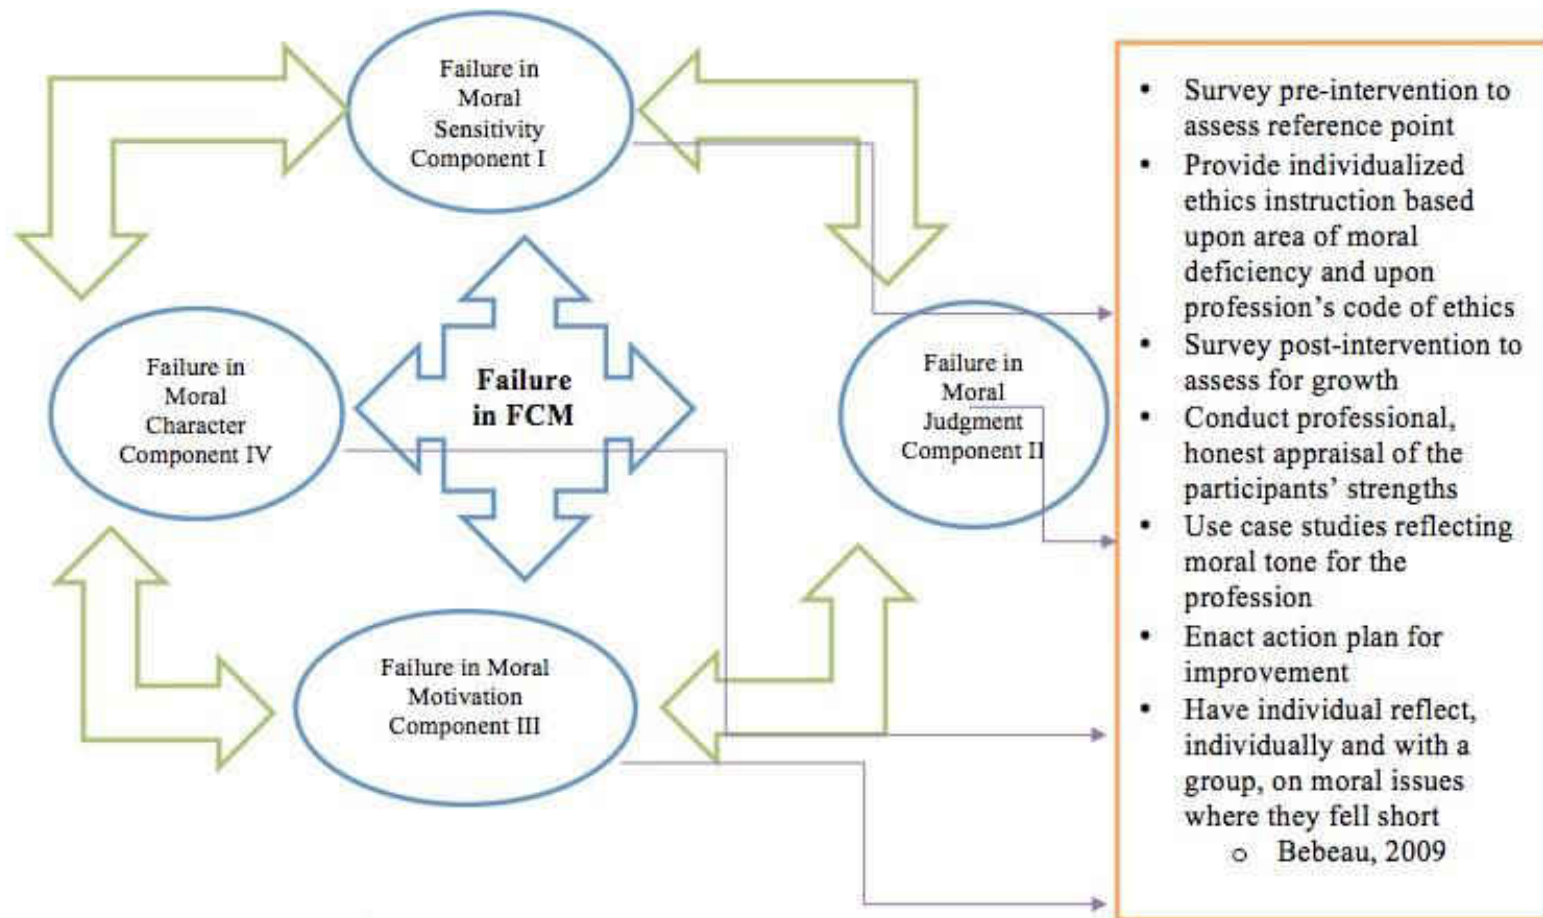 Failure in
Moral
Sensitivity
Component I
Failure in
Moral
Character
Component IV
Failure
in FCM
Failure in
Moral
Judgment
Component II
Failure in Moral
Motivation
Component III
• Survey pre-intervention to
assess reference point
• Provide individualized
ethics instruction based
upon area of moral
deficiency and upon
profession’s code of ethics
• Survey post-intervention to
assess for growth
• Conduct professional,
honest appraisal of the
participants’ strengths
• Use case studies reflecting
moral tone for the
profession
• Enact action plan for
improvement
• Have individual reflect,
individually and with a
group, on moral issues
where they fell short
o Bebeau, 2009